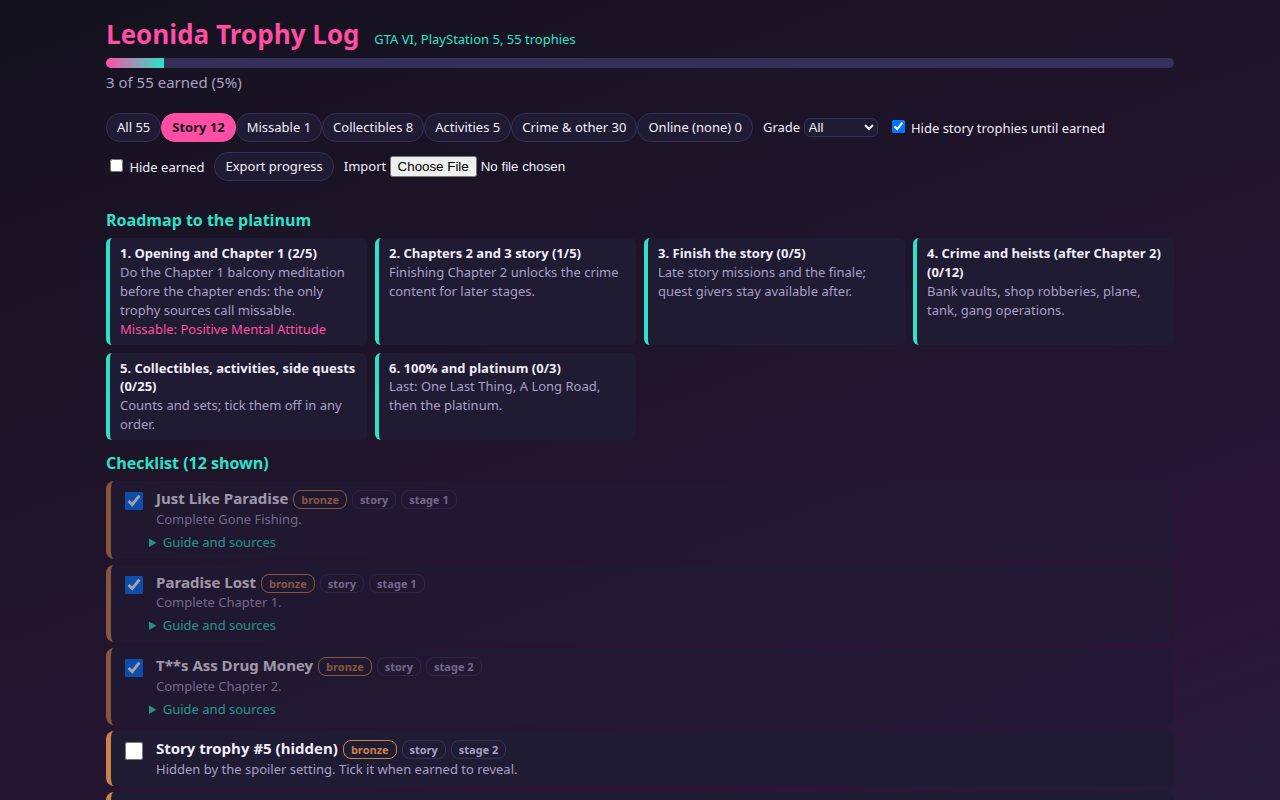 Leonida Trophy Log GTA VI, PlayStation 5, 55 trophies
3 of 55 earned (5%)
All 55 Story 12 Missable 1 Collectibles 8 Activities 5 Crime & other 30 Online (none) 0 Grade All Hide story trophies until earned
Hide earned Export progress Import Choose File No file chosen
Roadmap to the platinum
1. Opening and Chapter 1 (2/5)
Do the Chapter 1 balcony meditation
before the chapter ends: the only
trophy sources call missable.
Missable: Positive Mental Attitude
2. Chapters 2 and 3 story (1/5)
Finishing Chapter 2 unlocks the crime
content for later stages.
3. Finish the story (0/5)
Late story missions and the finale;
quest givers stay available after.
4. Crime and heists (after Chapter 2)
(0/12)
Bank vaults, shop robberies, plane,
tank, gang operations.
5. Collectibles, activities, side quests
(0/25)
Counts and sets; tick them off in any
order.
6. 100% and platinum (0/3)
Last: One Last Thing, A Long Road,
then the platinum.
Checklist (12 shown)
Just Like Paradise bronze story stage 1
Complete Gone Fishing.
Guide and sources
Paradise Lost bronze story stage 1
Complete Chapter 1.
Guide and sources
T**s Ass Drug Money bronze story stage 2
Complete Chapter 2.
Guide and sources
Story trophy #5 (hidden) bronze story stage 2
Hidden by the spoiler setting. Tick it when earned to reveal.